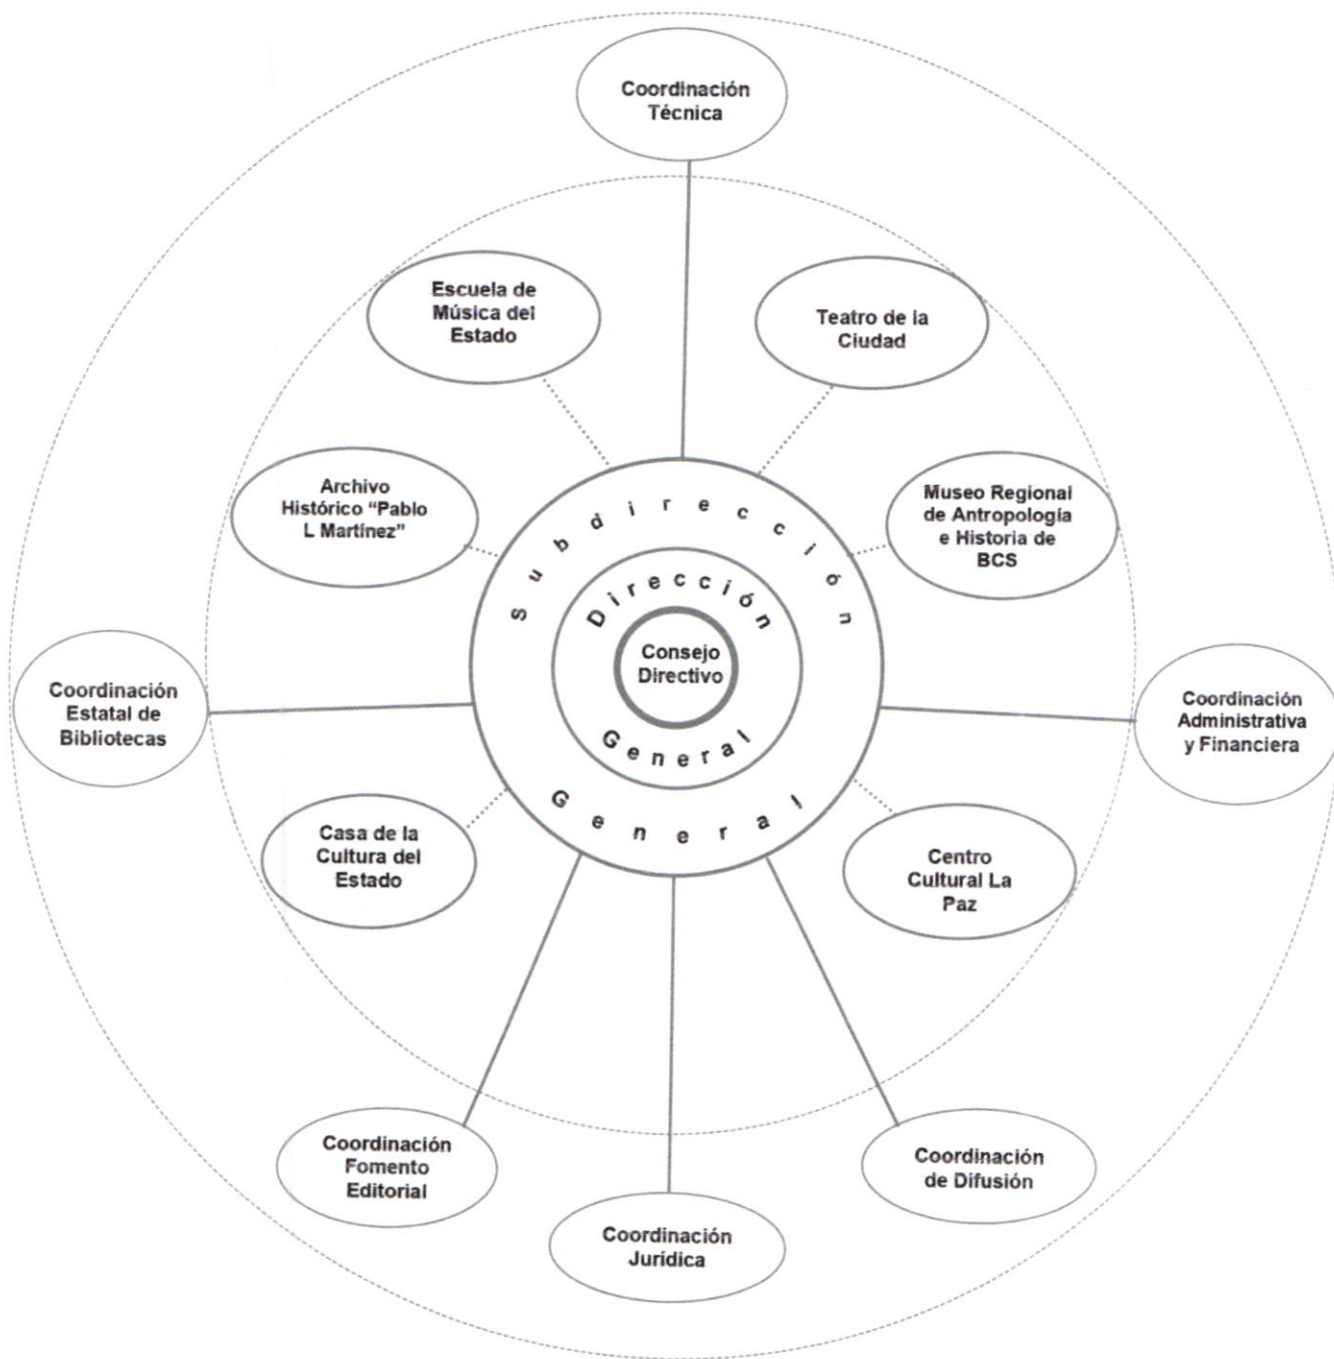 Coordinación
Técnica
Escuela de
Música del
Estado
Teatro de la
Ciudad
Archivo
Histórico “Pablo
L Martínez”
Museo Regional
de Antropología
e Historia de
BCS
Subdirección
General
Dirección
General
Consejo
Directivo
Coordinación
Estatal de
Bibliotecas
Coordinación
Administrativa
y Financiera
Casa de la
Cultura del
Estado
Centro
Cultural La
Paz
Coordinación
Fomento
Editorial
Coordinación
Jurídica
Coordinación
de Difusión